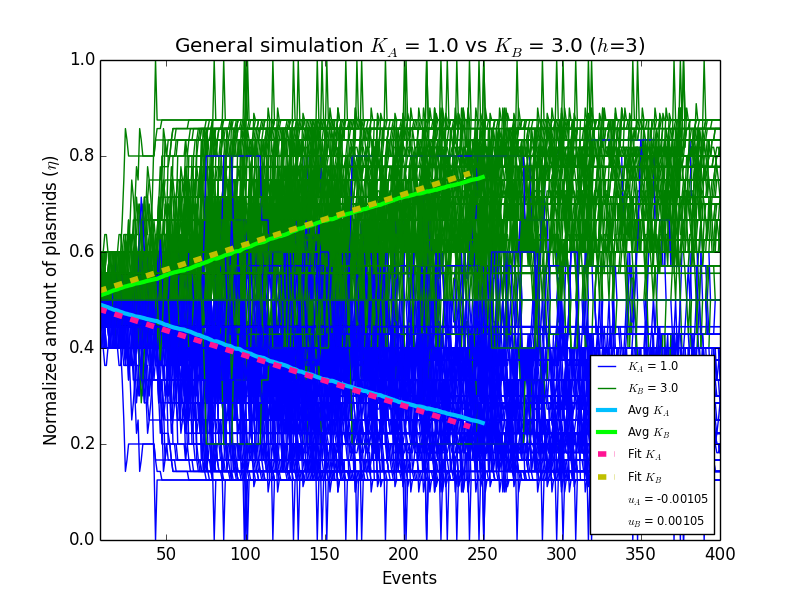 General simulation K_A = 1.0 vs K_B = 3.0 (h=3)
Normalized amount of plasmids (η)
1.0
0.8
0.6
0.4
0.2
0.0
50
100
150
200
250
300
350
400
Events
K_A = 1.0
K_B = 3.0
Avg K_A
Avg K_B
Fit K_A
Fit K_B
u_A = -0.00105
u_B = 0.00105